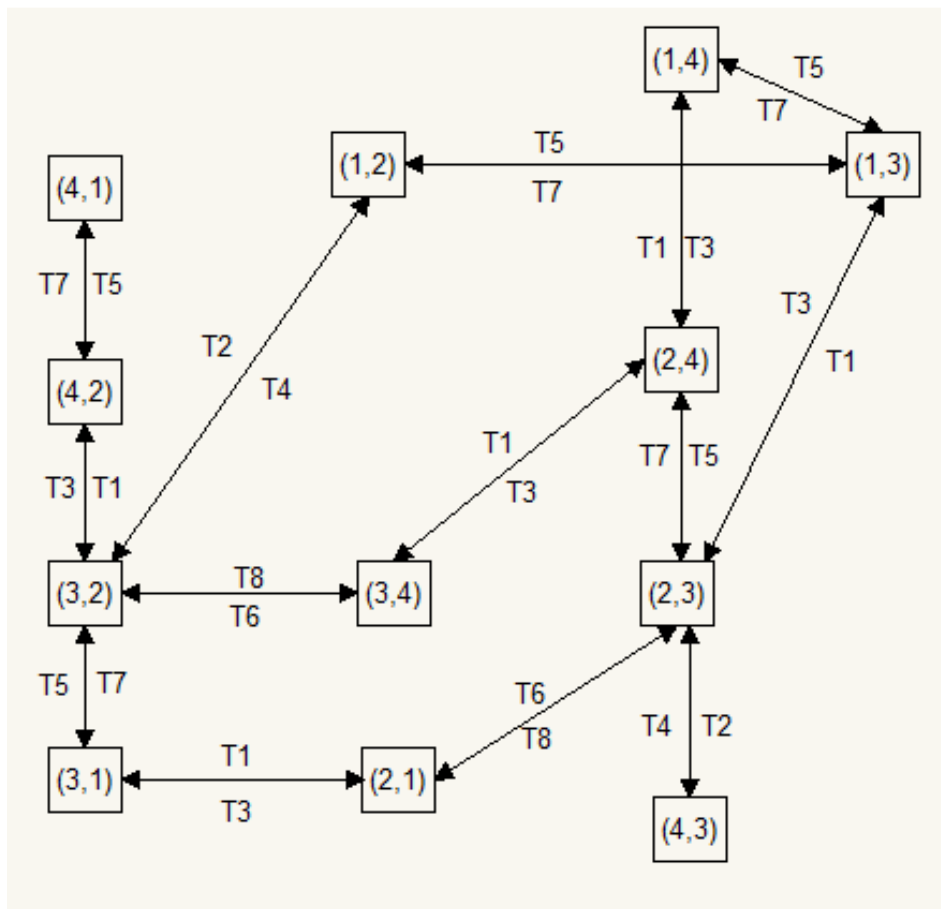 (1,4)
T5
T7
(1,2)
T5
T7
(1,3)
(4,1)
T7 T5
T1 T3
T3
T1
T2
T4
(2,4)
(4,2)
T1
T3
T7 T5
T3 T1
(3,2)
T8
T6
(3,4)
(2,3)
T5 T7
T6
T8
T4 T2
(3,1)
T1
T3
(2,1)
(4,3)